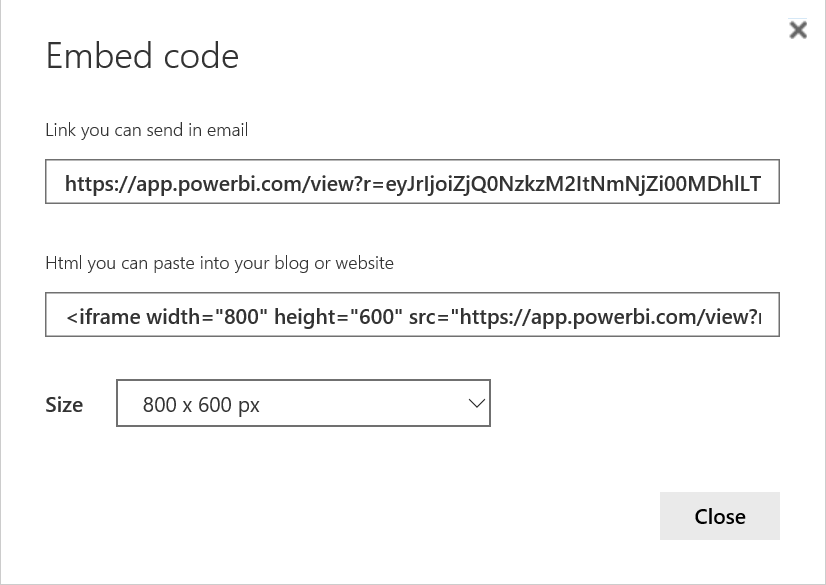 Embed code
Link you can send in email
https://app.powerbi.com/view?r=eyJrIjoiZjQ0NzkzM2ItNmNjZi00MDhlLT
Html you can paste into your blog or website
<iframe width="800" height="600" src="https://app.powerbi.com/view?r
Size
800 x 600 px
Close